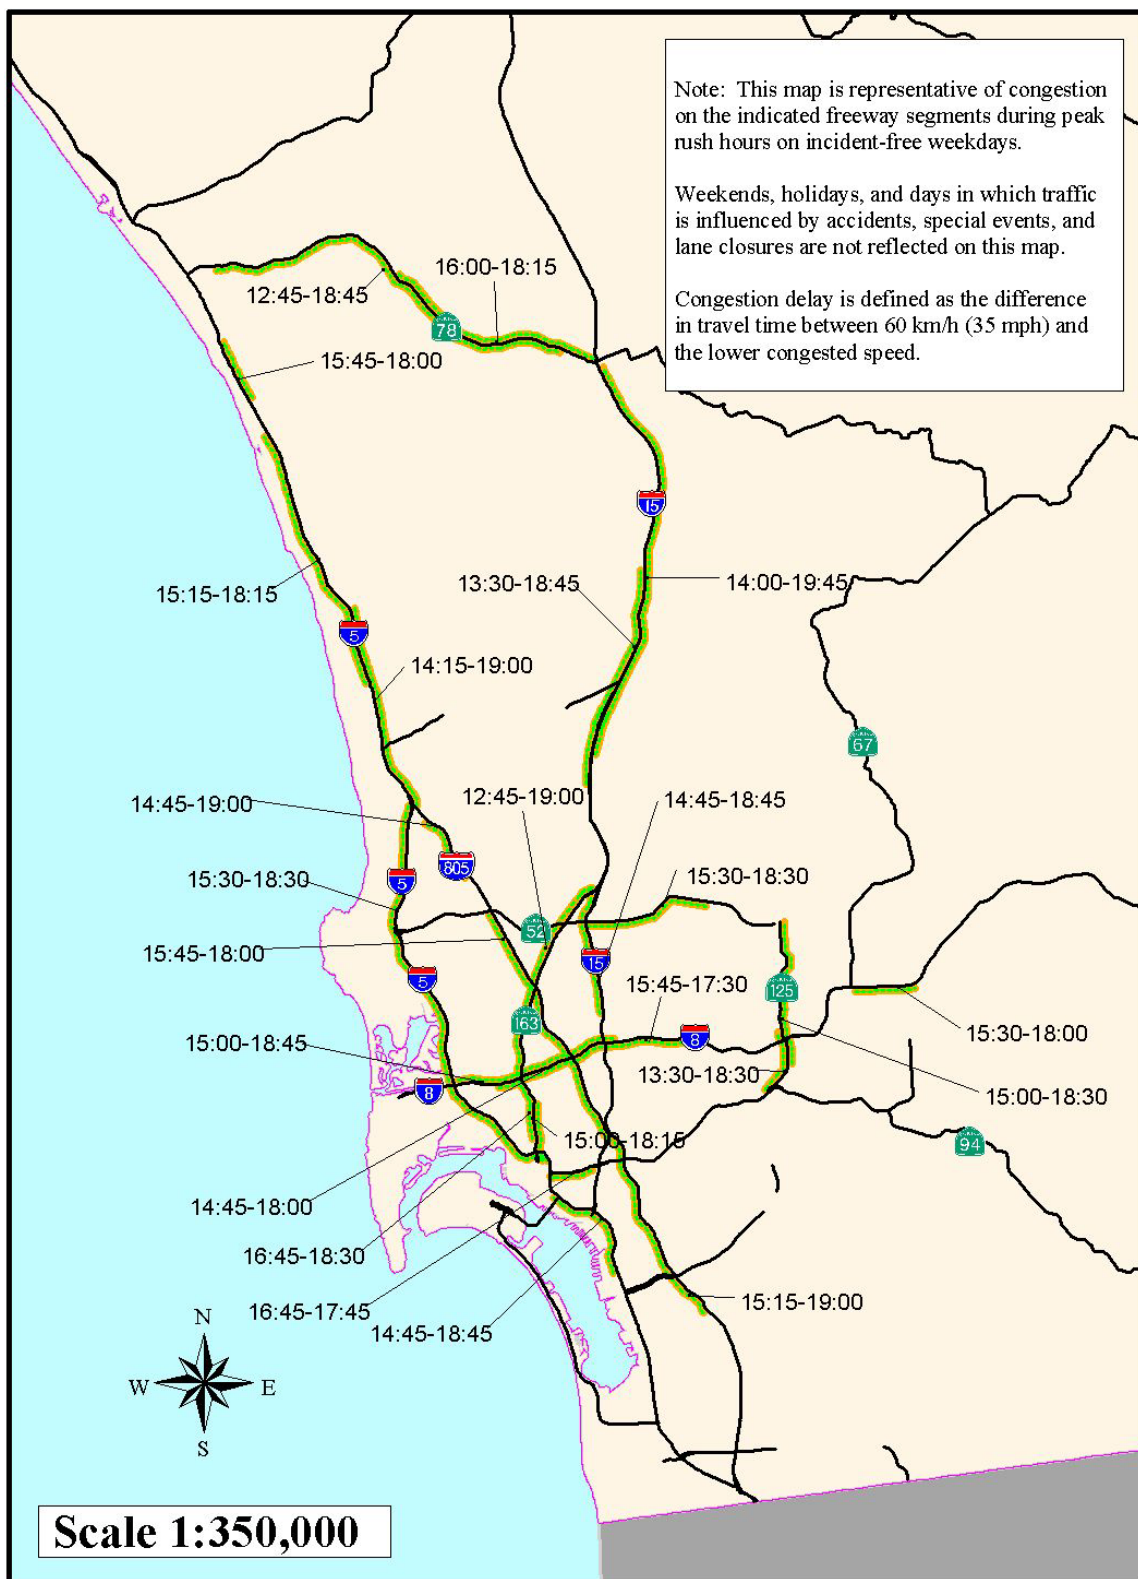 Note: This map is representative of congestion
on the indicated freeway segments during peak
rush hours on incident-free weekdays.
Weekends, holidays, and days in which traffic
is influenced by accidents, special events, and
lane closures are not reflected on this map.
Congestion delay is defined as the difference
in travel time between 60 km/h (35 mph) and
the lower congested speed.
16:00-18:15
12:45-18:45
78
15:45-18:00
15
13:30-18:45
14:00-19:45
15:15-18:15
5
14:15-19:00
67
14:45-19:00
12:45-19:00
14:45-18:45
805
5
15:30-18:30
15:30-18:30
52
15:45-18:00
15
5
15:45-17:30
125
163
15:30-18:00
15:00-18:45
8
13:30-18:30
8
15:00-18:30
15:00-18:15
94
14:45-18:00
16:45-18:30
16:45-17:45
15:15-19:00
14:45-18:45
N
W
E
S
Scale 1:350,000